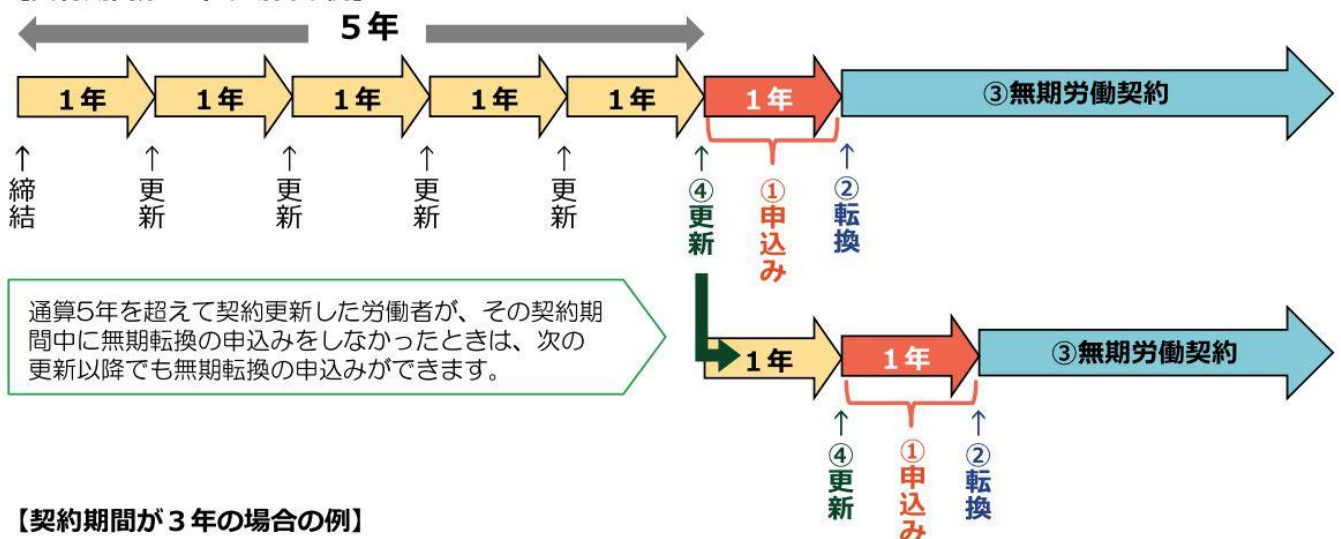 5年
1年 1年 1年 1年 1年 1年 ③無期労働契約
↑締結 ↑更新 ↑更新 ↑更新 ↑更新 ↑④更新 ①申込み ↑②転換
通算5年を超えて契約更新した労働者が、その契約期
間中に無期転換の申込みをしなかったときは、次の
更新以降でも無期転換の申込みができます。
1年 1年 ③無期労働契約
↑④更新 ①申込み ↑②転換
【契約期間が3年の場合の例】